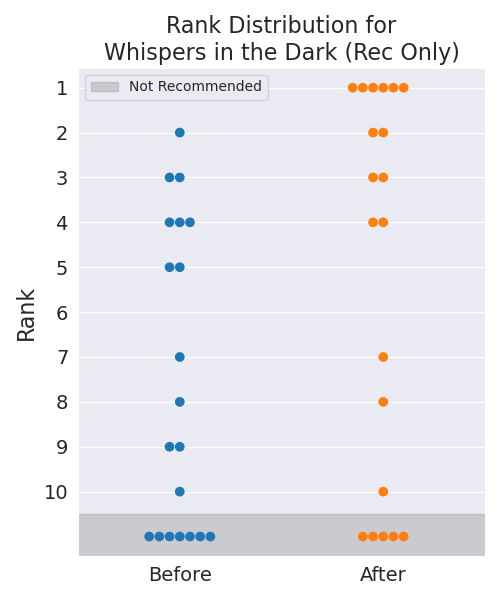 Rank Distribution for
Whispers in the Dark (Rec Only)
Not Recommended
Rank
1
2
3
4
5
6
7
8
9
10
Before After